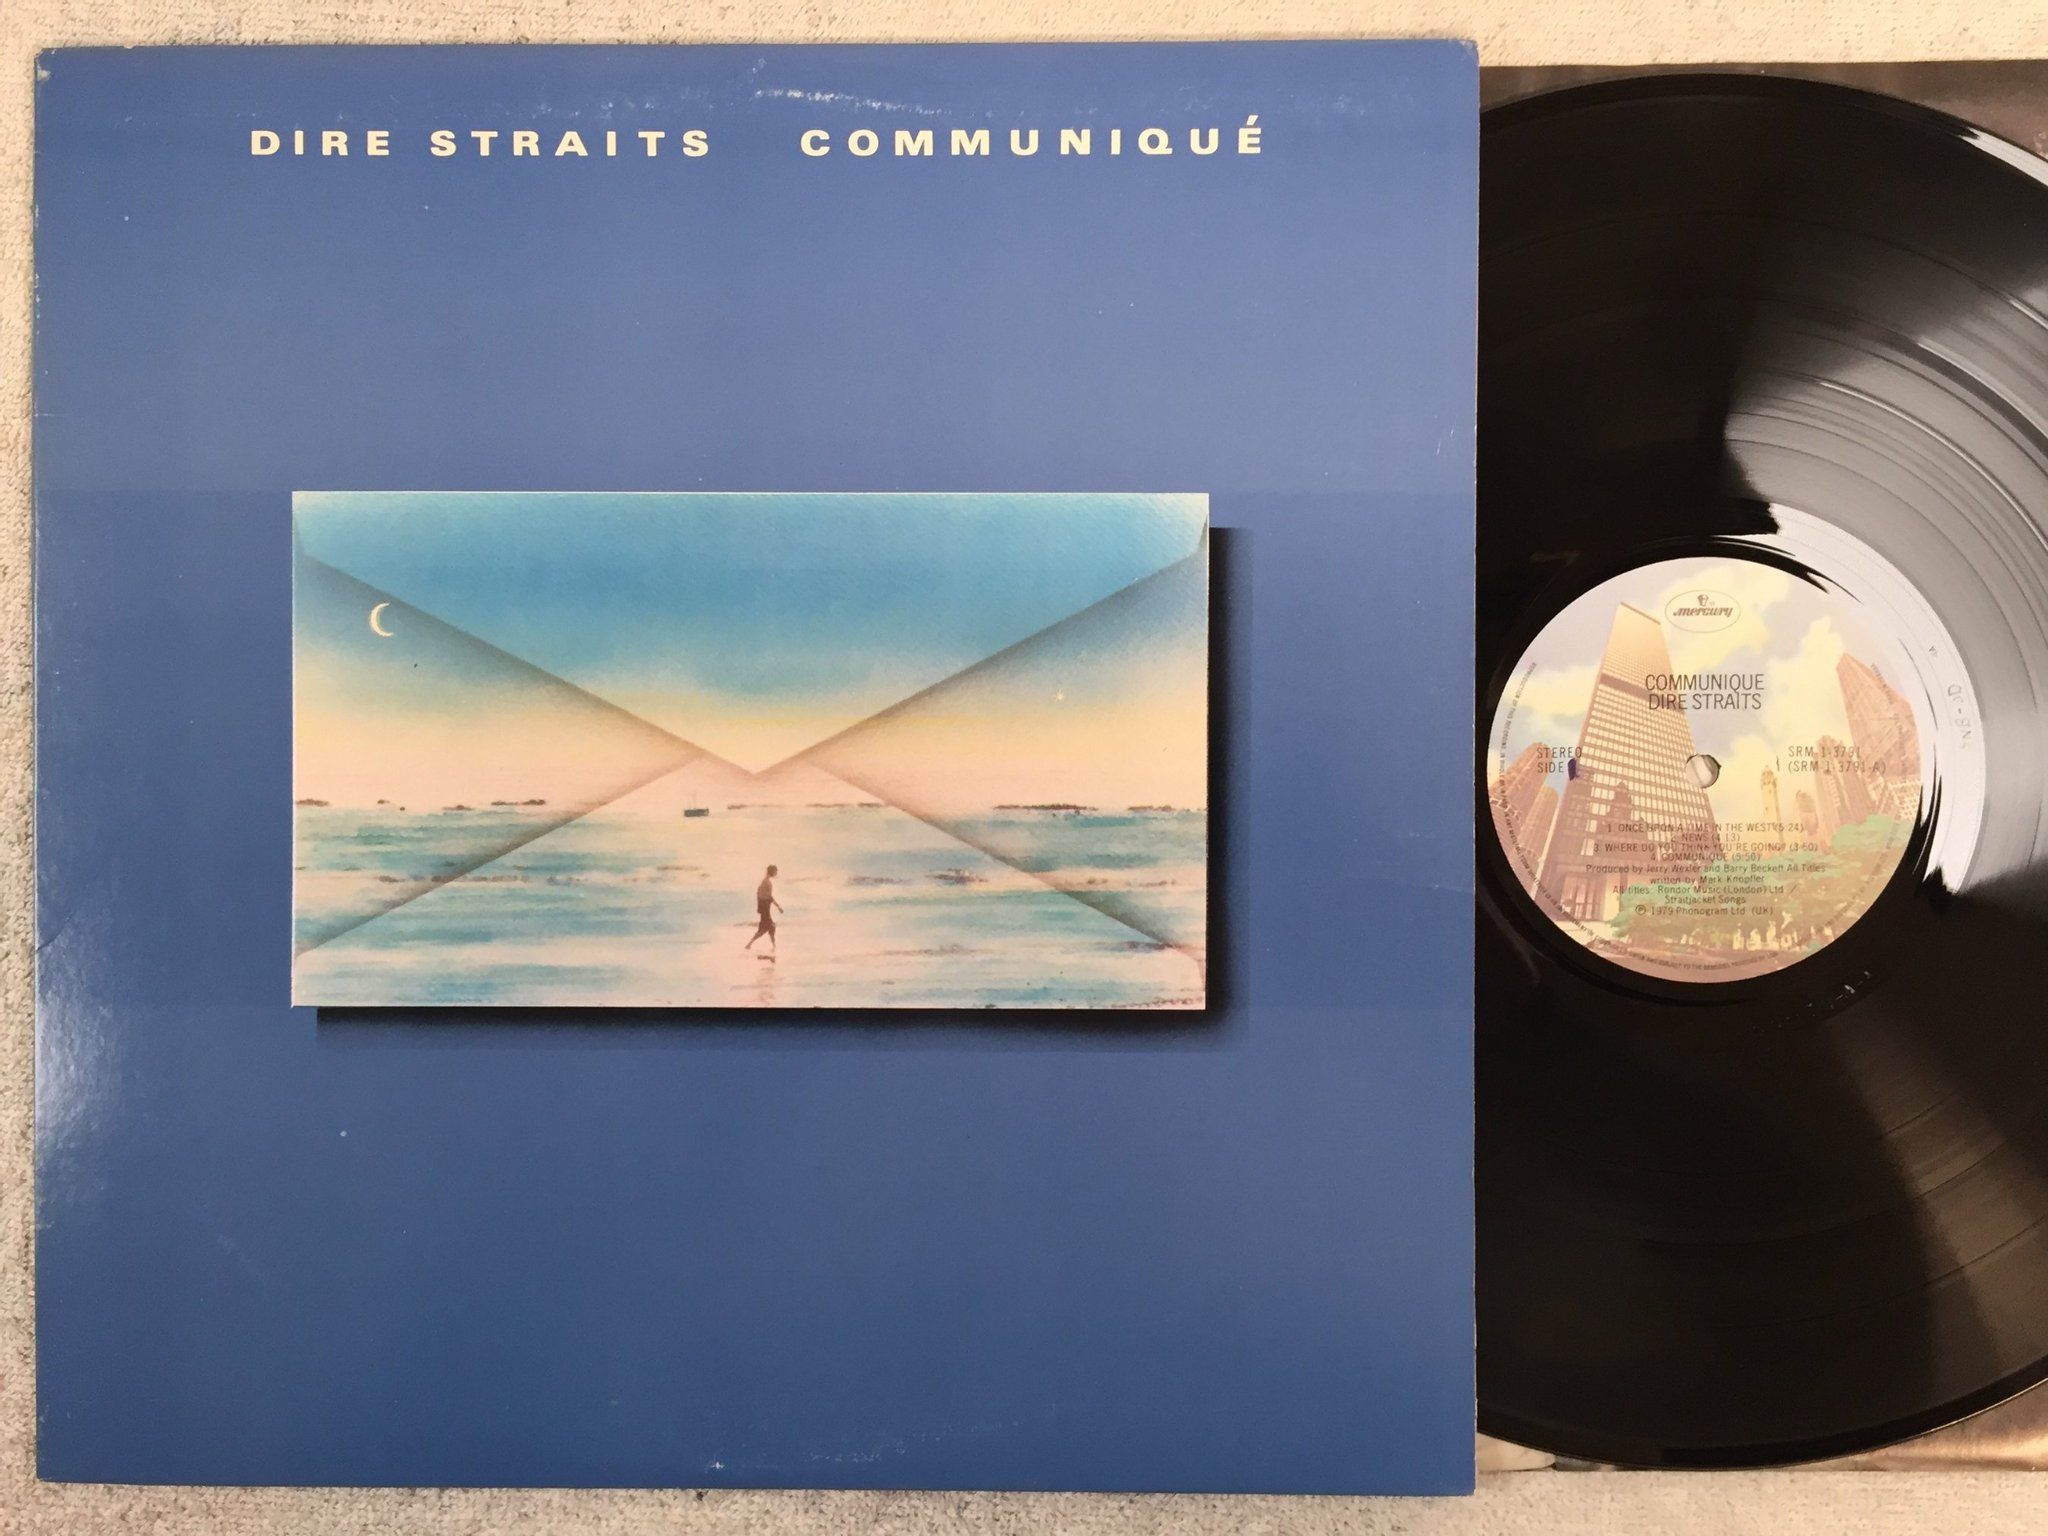 DIRE STRAITS COMMUNIQUÉ
mercury
COMMUNIQUE
DIRE STRAITS
STEREO
SIDE
SRM-1-3791
(SRM-1-3791-A)
1. ONCE UPON A TIME IN THE WEST (5:24)
NEWS (4:13)
3. WHERE DO YOU THINK YOU'RE GOING? (3:50)
4. COMMUNIQUE (5:50)
Produced by Jerry Wexler and Barry Beckett All Titles
written by Mark Knopfler
All titles: Rondor Music (London) Ltd /
Straitjacket Songs
℗ 1979 Phonogram Ltd (UK)